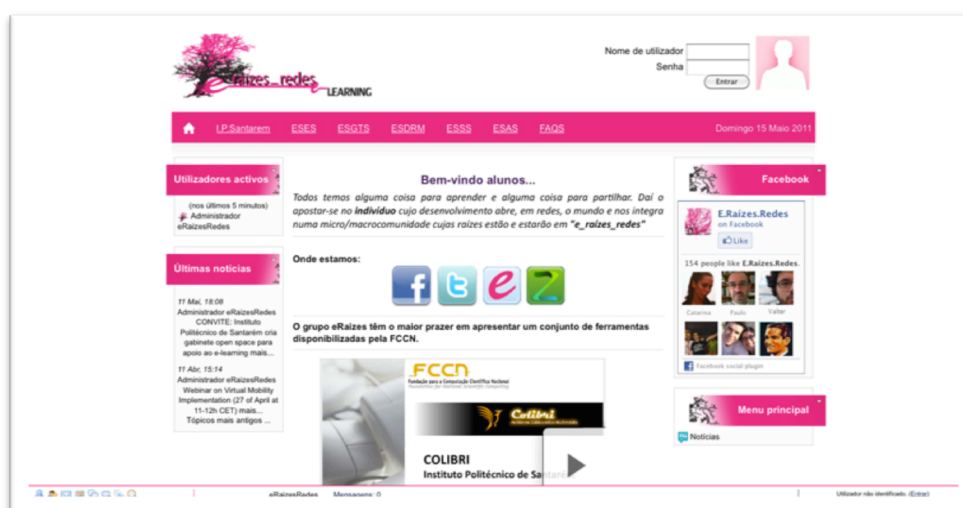 e_raizes_redes
LEARNING
Nome de utilizador
Senha
Entrar
I.P.Santarem ESES ESGTS ESDRM ESSS ESAS FAQS
Domingo 15 Maio 2011
Utilizadores activos
(nos últimos 5 minutos)
Administrador
eRaizesRedes
Últimas notícias
11 Mai, 18:08
Administrador eRaizesRedes
CONVITE: Instituto
Politécnico de Santarém cria
gabinete open space para
apoio ao e-learning mais...
11 Abr, 15:14
Administrador eRaizesRedes
Webinar on Virtual Mobility
Implementation (27 of April at
11-12h CET) mais...
Tópicos mais antigos ...
Bem-vindo alunos...
Todos temos alguma coisa para aprender e alguma coisa para partilhar. Daí o
apostar-se no indivíduo cujo desenvolvimento abre, em redes, o mundo e nos integra
numa micro/macrocomunidade cujas raízes estão e estarão em "e_raízes_redes"
Onde estamos:
O grupo eRaizes têm o maior prazer em apresentar um conjunto de ferramentas
disponibilizadas pela FCCN.
FCCN
Fundação para a Computação Científica Nacional
Foundation for National Scientific Computing
Colibri
COLIBRI
Instituto Politécnico de Santarém
Facebook
E.Raízes.Redes
on Facebook
Like
154 people like E.Raízes.Redes.
Catarina Paulo Valter
Facebook social plugin
Menu principal
Notícias
eRaizesRedes Mensagens: 0
Utilizador não identificado. (Entrar)